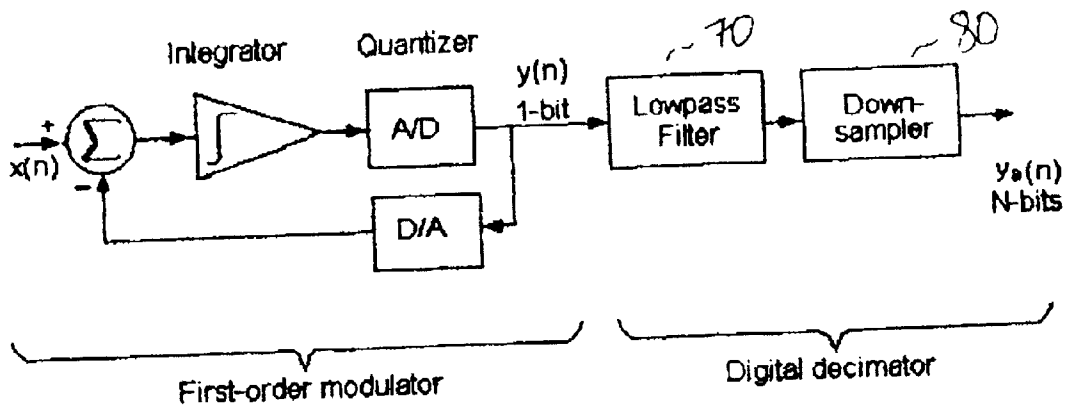 Integrator
Quantizer
70
80
y(n)
1-bit
A/D
Lowpass
Filter
Down-
sampler
+
Σ
∫
x(n)
−
D/A
yₐ(n)
N-bits
First-order modulator
Digital decimator